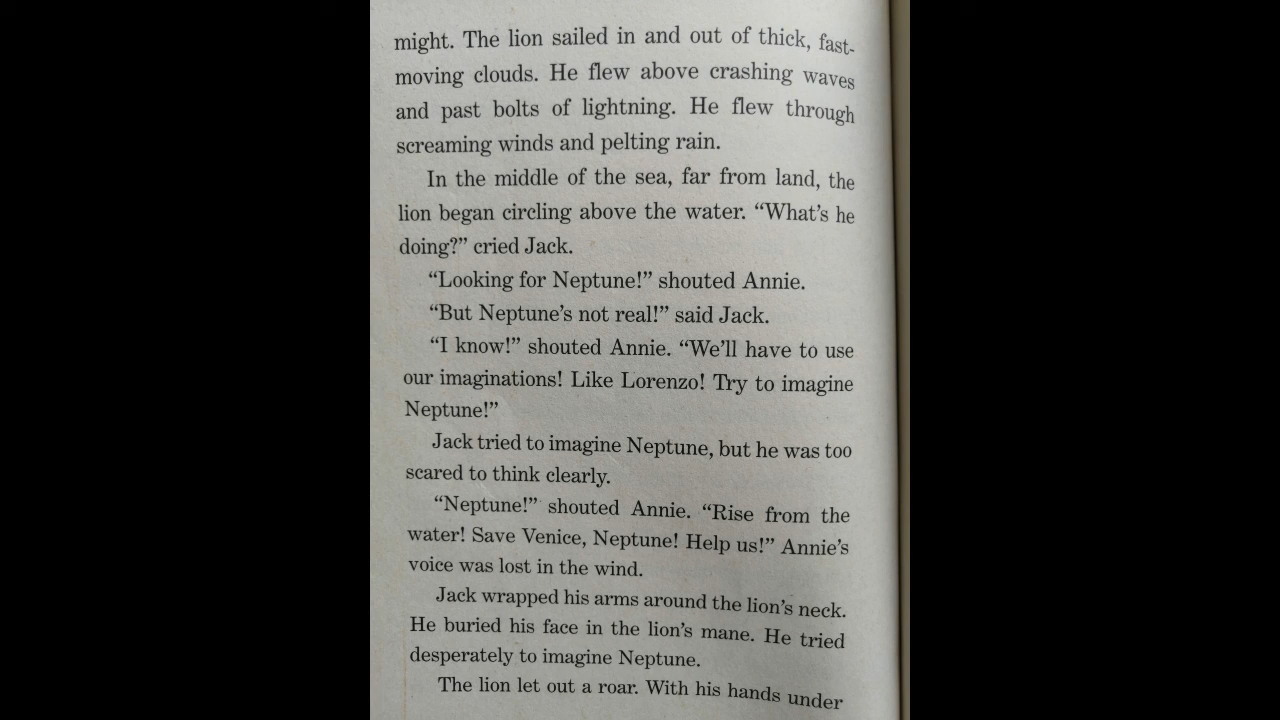 might. The lion sailed in and out of thick, fast-
moving clouds. He flew above crashing waves
and past bolts of lightning. He flew through
screaming winds and pelting rain.
In the middle of the sea, far from land, the
lion began circling above the water. “What’s he
doing?” cried Jack.
“Looking for Neptune!” shouted Annie.
“But Neptune’s not real!” said Jack.
“I know!” shouted Annie. “We’ll have to use
our imaginations! Like Lorenzo! Try to imagine
Neptune!”
Jack tried to imagine Neptune, but he was too
scared to think clearly.
“Neptune!” shouted Annie. “Rise from the
water! Save Venice, Neptune! Help us!” Annie’s
voice was lost in the wind.
Jack wrapped his arms around the lion’s neck.
He buried his face in the lion’s mane. He tried
desperately to imagine Neptune.
The lion let out a roar. With his hands under